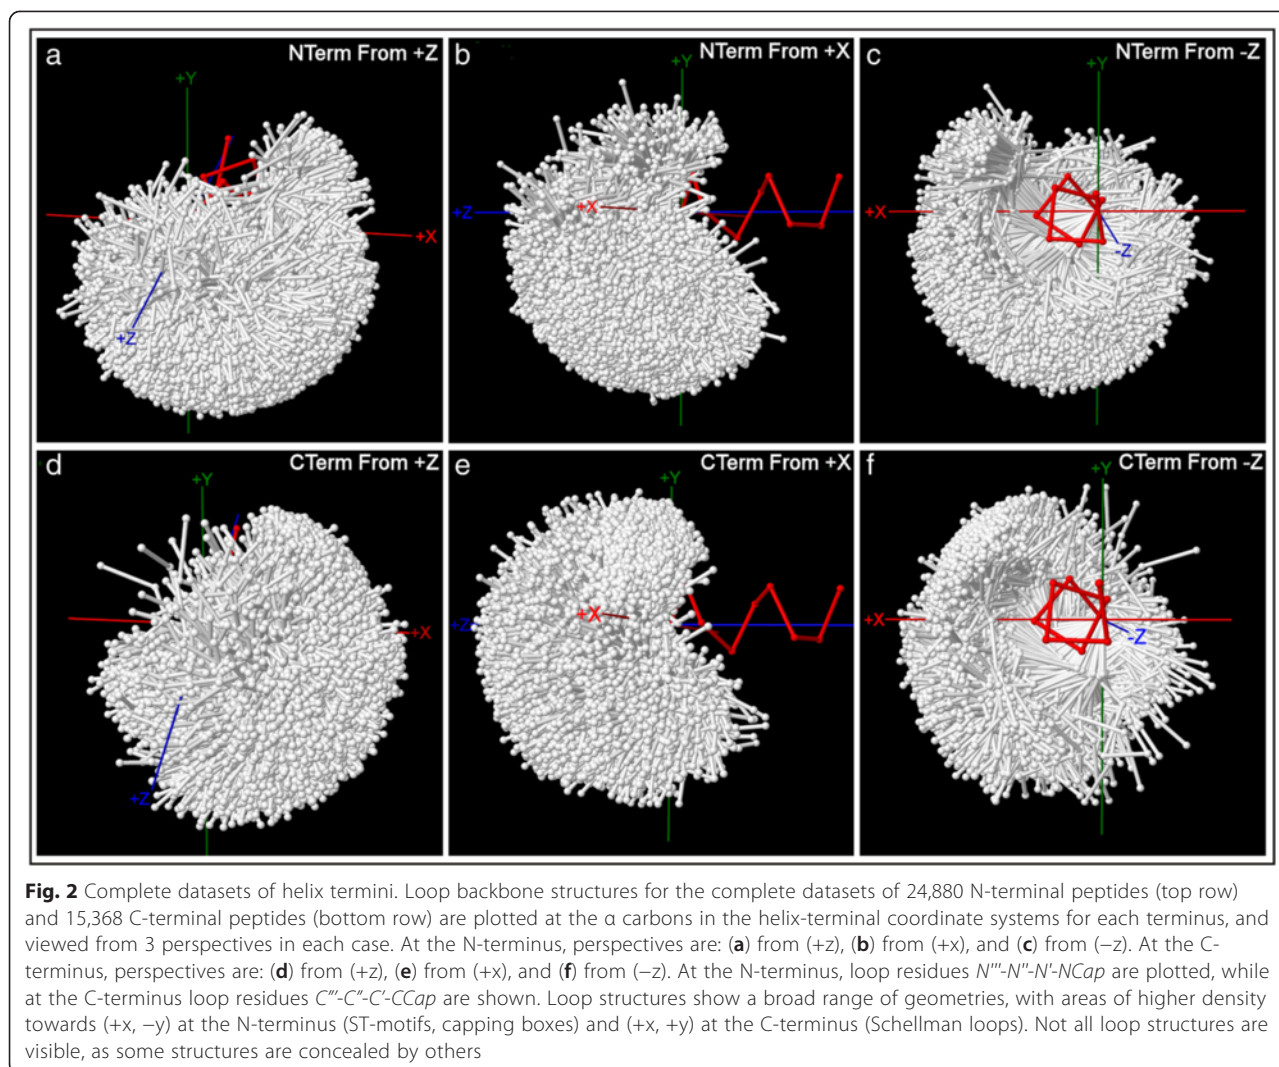 a
NTerm From +Z
+Y
+X
+Z
b
NTerm From +X
+Y
+Z
+X
c
NTerm From -Z
+Y
+X
-Z
d
CTerm From +Z
+Y
+X
+Z
e
CTerm From +X
+Y
+Z
+X
f
CTerm From -Z
+Y
+X
-Z
Fig. 2 Complete datasets of helix termini. Loop backbone structures for the complete datasets of 24,880 N-terminal peptides (top row)
and 15,368 C-terminal peptides (bottom row) are plotted at the α carbons in the helix-terminal coordinate systems for each terminus, and
viewed from 3 perspectives in each case. At the N-terminus, perspectives are: (a) from (+z), (b) from (+x), and (c) from (−z). At the C-
terminus, perspectives are: (d) from (+z), (e) from (+x), and (f) from (−z). At the N-terminus, loop residues N‴-N″-N′-NCap are plotted, while
at the C-terminus loop residues C‴-C″-C′-CCap are shown. Loop structures show a broad range of geometries, with areas of higher density
towards (+x, −y) at the N-terminus (ST-motifs, capping boxes) and (+x, +y) at the C-terminus (Schellman loops). Not all loop structures are
visible, as some structures are concealed by others